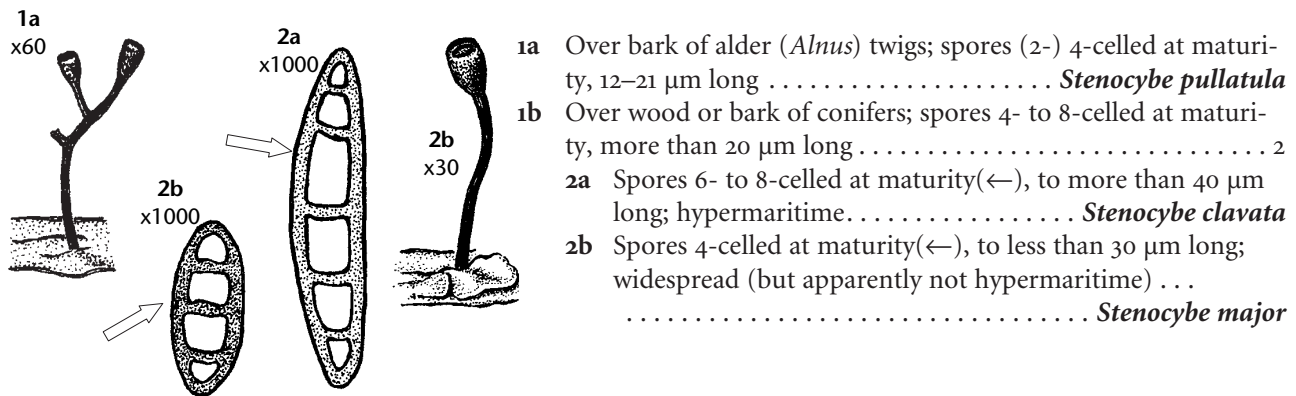 1a
x60
2a
x1000
2b
x30
2b
x1000
1a Over bark of alder (Alnus) twigs; spores (2-) 4-celled at maturi-
ty, 12–21 µm long . . . . . . . . . . . . . . . . . . . . . . Stenocybe pullatula
1b Over wood or bark of conifers; spores 4- to 8-celled at maturi-
ty, more than 20 µm long . . . . . . . . . . . . . . . . . . . . . . . . . . . . . . . 2
2a Spores 6- to 8-celled at maturity(←), to more than 40 µm
long; hypermaritime. . . . . . . . . . . . . . . . . . Stenocybe clavata
2b Spores 4-celled at maturity(←), to less than 30 µm long;
widespread (but apparently not hypermaritime) . . .
. . . . . . . . . . . . . . . . . . . . . . . . . . . . . . . . . . . Stenocybe major